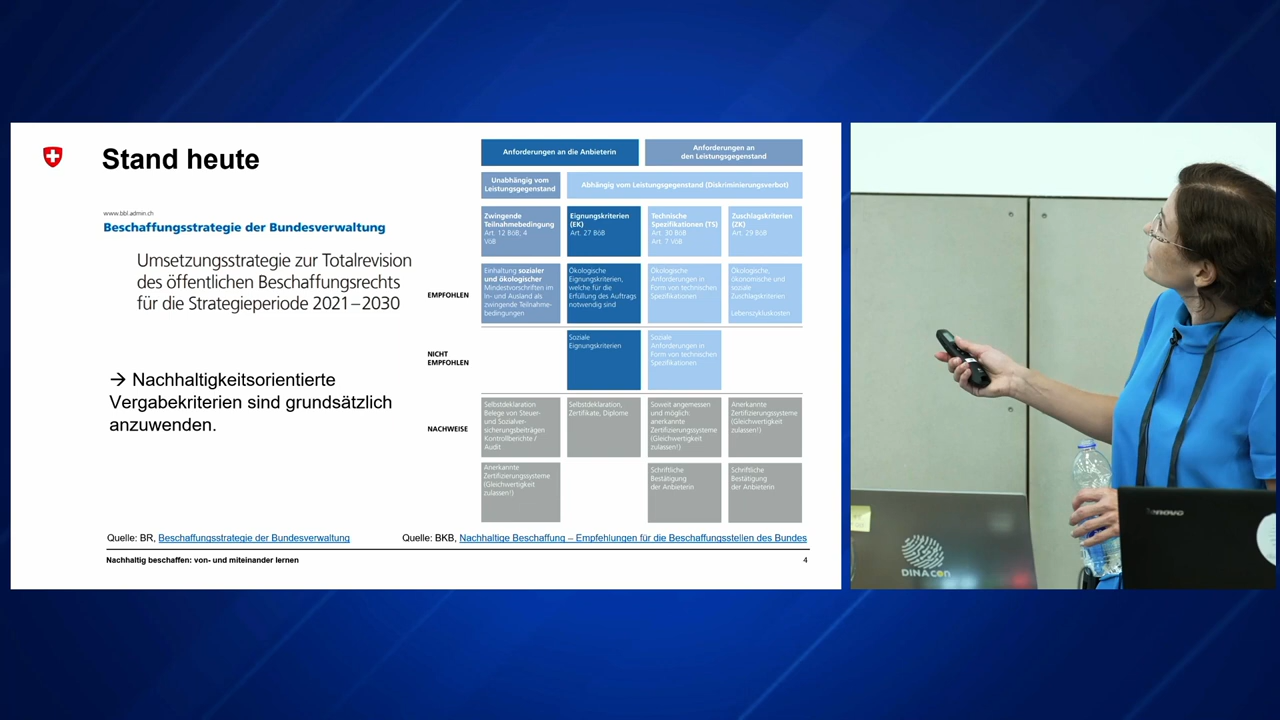 Stand heute
www.bbl.admin.ch
Beschaffungsstrategie der Bundesverwaltung
Umsetzungsstrategie zur Totalrevision
des öffentlichen Beschaffungsrechts
für die Strategieperiode 2021–2030
→ Nachhaltigkeitsorientierte
Vergabekriterien sind grundsätzlich
anzuwenden.
Anforderungen an die Anbieterin
Anforderungen an
den Leistungsgegenstand
Unabhängig vom
Leistungsgegenstand
Abhängig vom Leistungsgegenstand (Diskriminierungsverbot)
Zwingende
Teilnahmebedingung
Art. 12 BöB; 4
VöB
Eignungskriterien
(EK)
Art. 27 BöB
Technische
Spezifikationen (TS)
Art. 30 BöB
Art. 7 VöB
Zuschlagskriterien
(ZK)
Art. 29 BöB
EMPFOHLEN
Einhaltung sozialer
und ökologischer
Mindestvorschriften im
In- und Ausland als
zwingende Teilnahme-
bedingungen
Ökologische
Eignungskriterien,
welche für die
Erfüllung des Auftrags
notwendig sind
Ökologische
Anforderungen in
Form von technischen
Spezifikationen
Ökologische,
ökonomische und
soziale
Zuschlagskriterien
Lebenszykluskosten
NICHT
EMPFOHLEN
Soziale
Eignungskriterien
Soziale
Anforderungen in
Form von technischen
Spezifikationen
NACHWEISE
Selbstdeklaration
Belege von Steuer-
und Sozialver-
sicherungsbeiträgen
Kontrollberichte /
Audit
Selbstdeklaration,
Zertifikate, Diplome
Soweit angemessen
und möglich:
anerkannte
Zertifizierungssysteme
(Gleichwertigkeit
zulassen!)
Anerkannte
Zertifizierungssysteme
(Gleichwertigkeit
zulassen!)
Anerkannte
Zertifizierungssysteme
(Gleichwertigkeit
zulassen!)
Schriftliche
Bestätigung
der Anbieterin
Schriftliche
Bestätigung
der Anbieterin
Quelle: BR, Beschaffungsstrategie der Bundesverwaltung
Quelle: BKB, Nachhaltige Beschaffung – Empfehlungen für die Beschaffungsstellen des Bundes
Nachhaltig beschaffen: von- und miteinander lernen
4
DINAcon
lenovo